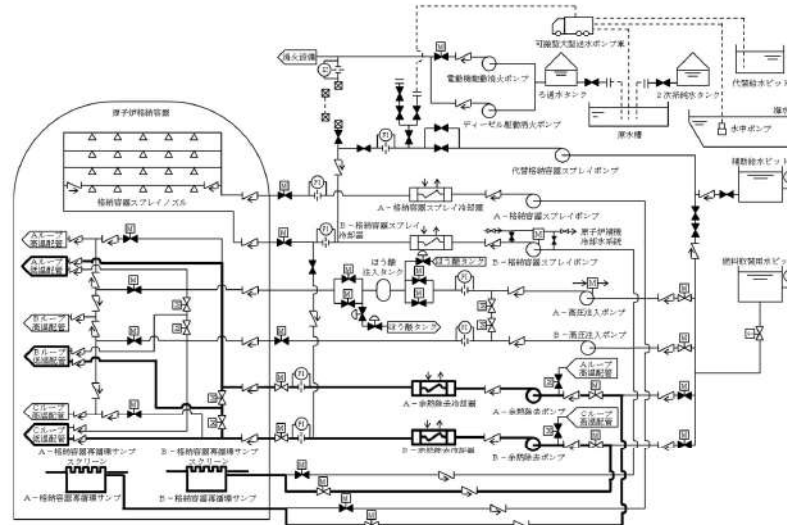 可搬型大型送水ポンプ車
消火設備
電動機駆動消火ポンプ
ろ過水タンク
2次系純水タンク
代替給水ピット
原子炉格納容器
ディーゼル駆動消火ポンプ
原水槽
水中ポンプ
代替格納容器スプレイポンプ
補助給水ピット
格納容器スプレイノズル
A-格納容器スプレイ冷却器
A-格納容器スプレイポンプ
B-格納容器スプレイ
冷却器
原子炉補機
冷却水系統
B-格納容器スプレイポンプ
Aループ
高温配管
Aループ
低温配管
ほう酸
注入タンク
ほう酸タンク
燃料取替用水ピット
A-高圧注入ポンプ
Bループ
高温配管
ほう酸タンク
B-高圧注入ポンプ
Bループ
低温配管
Aループ
高温配管
A-余熱除去冷却器
A-余熱除去ポンプ
Cループ
高温配管
Cループ
高温配管
Cループ
低温配管
B-余熱除去冷却器
B-余熱除去ポンプ
A-格納容器再循環サンプ
スクリーン
B-格納容器再循環サンプ
スクリーン
A-格納容器再循環サンプ
B-格納容器再循環サンプ